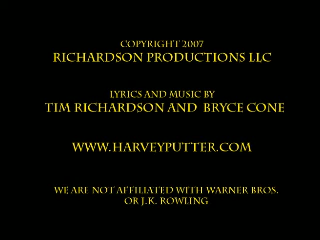 COPYRIGHT 2007
RICHARDSON PRODUCTIONS LLC
LYRICS AND MUSIC BY
TIM RICHARDSON AND BRYCE CONE
WWW.HARVEYPUTTER.COM
WE ARE NOT AFFILIATED WITH WARNER BROS.
OR J.K. ROWLING